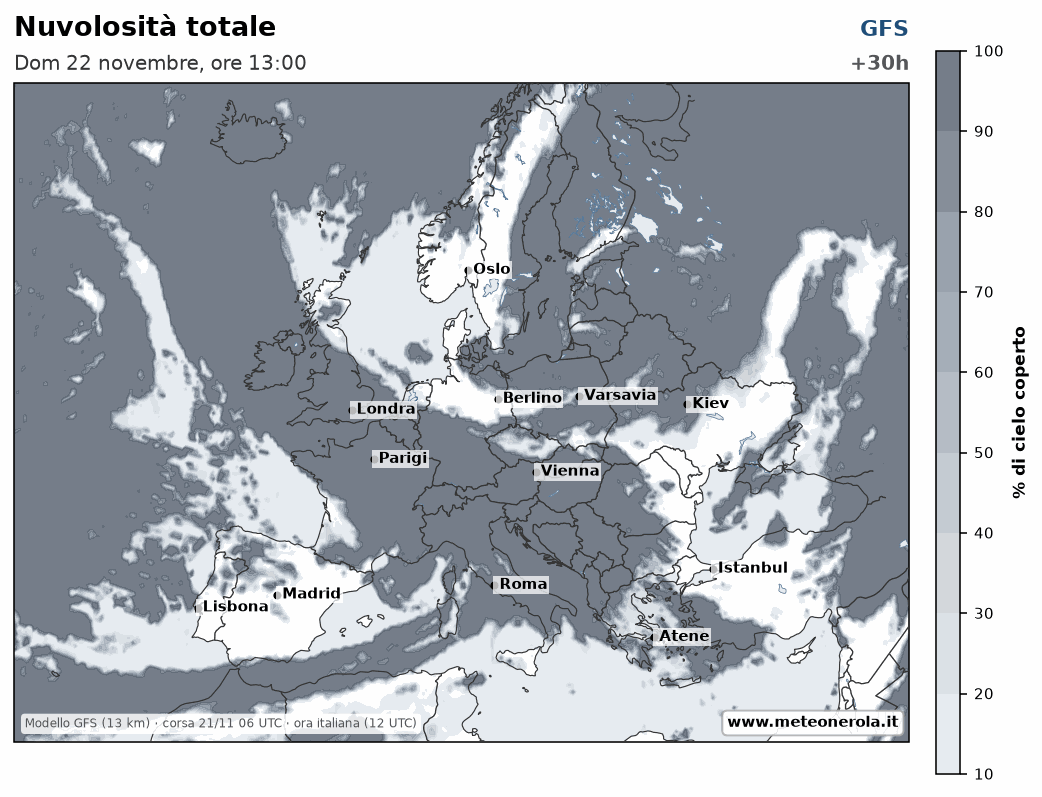 Nuvolosità totale
GFS
Dom 22 novembre, ore 13:00
+30h
100
90
80
70
60
50
40
30
20
10
% di cielo coperto
Oslo
Berlino
Varsavia
Kiev
Londra
Parigi
Vienna
Istanbul
Roma
Madrid
Lisbona
Atene
Modello GFS (13 km) · corsa 21/11 06 UTC · ora italiana (12 UTC)
www.meteonerola.it